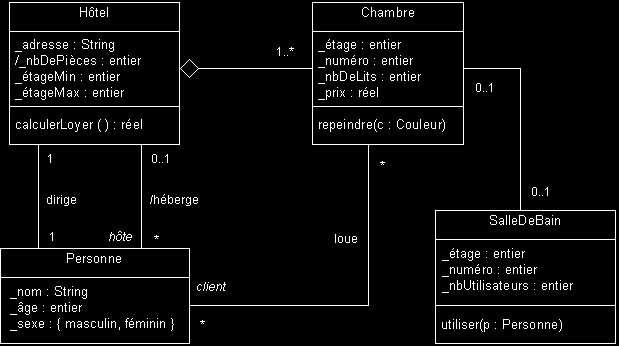 Hôtel
_adresse : String
/_nbDePièces : entier
_étageMin : entier
_étageMax : entier
calculerLoyer ( ) : réel
1..*
Chambre
_étage : entier
_numéro : entier
_nbDeLits : entier
_prix : réel
repeindre(c : Couleur)
0..1
1
0..1
*
dirige
/héberge
0..1
1
hôte
*
loue
SalleDeBain
_étage : entier
_numéro : entier
_nbUtilisateurs : entier
utiliser(p : Personne)
Personne
_nom : String
_âge : entier
_sexe : { masculin, féminin }
client
*